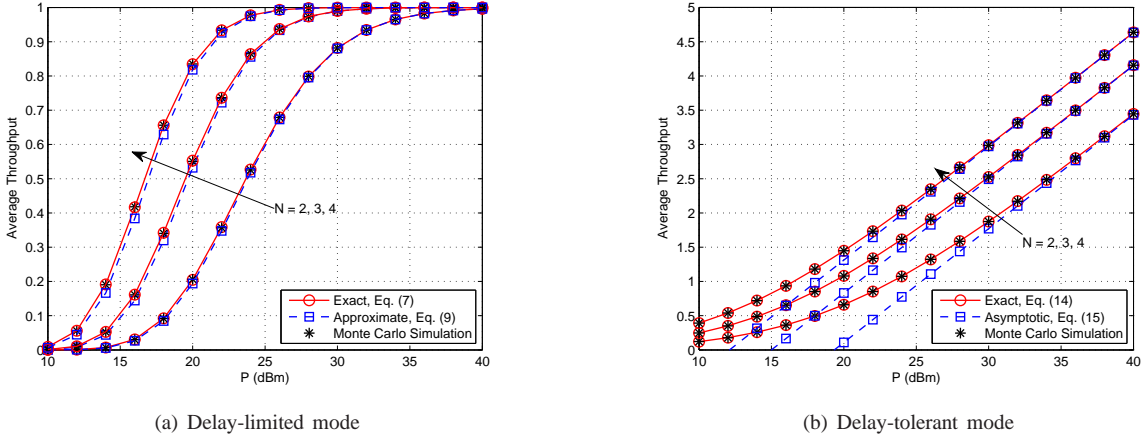 1
0.9
0.8
0.7
0.6
0.5
0.4
0.3
0.2
0.1
0
Average Throughput
N = 2, 3, 4
Exact, Eq. (7)
Approximate, Eq. (9)
Monte Carlo Simulation
10 15 20 25 30 35 40
P (dBm)
(a) Delay-limited mode
5
4.5
4
3.5
3
2.5
2
1.5
1
0.5
0
Average Throughput
N = 2, 3, 4
Exact, Eq. (14)
Asymptotic, Eq. (15)
Monte Carlo Simulation
10 15 20 25 30 35 40
P (dBm)
(b) Delay-tolerant mode